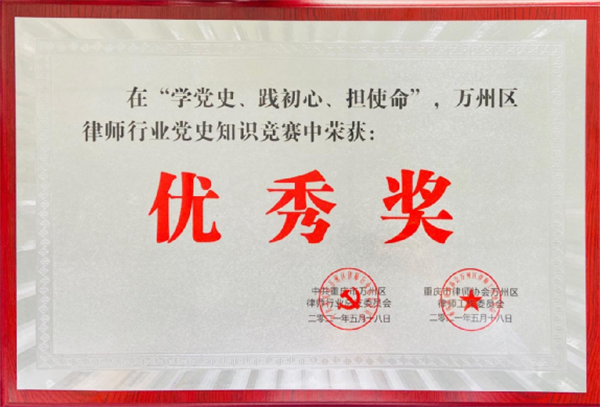 在“学党史、践初心、担使命”，万州区
律师行业党史知识竞赛中荣获：
优秀奖
中共重庆市万州区
律师行业委员会
二〇二一年五月十八日
重庆市律师协会万州区
律师工作委员会
二〇二一年五月十八日